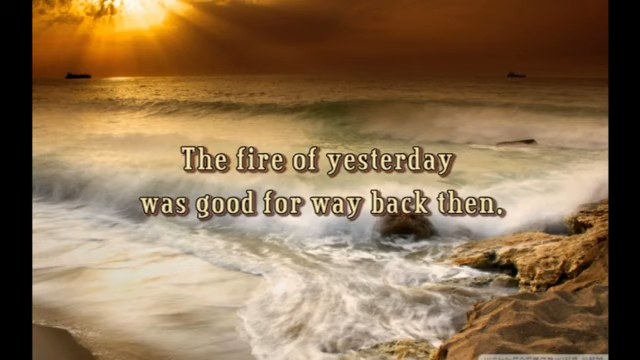 The fire of yesterday
was good for way back then.